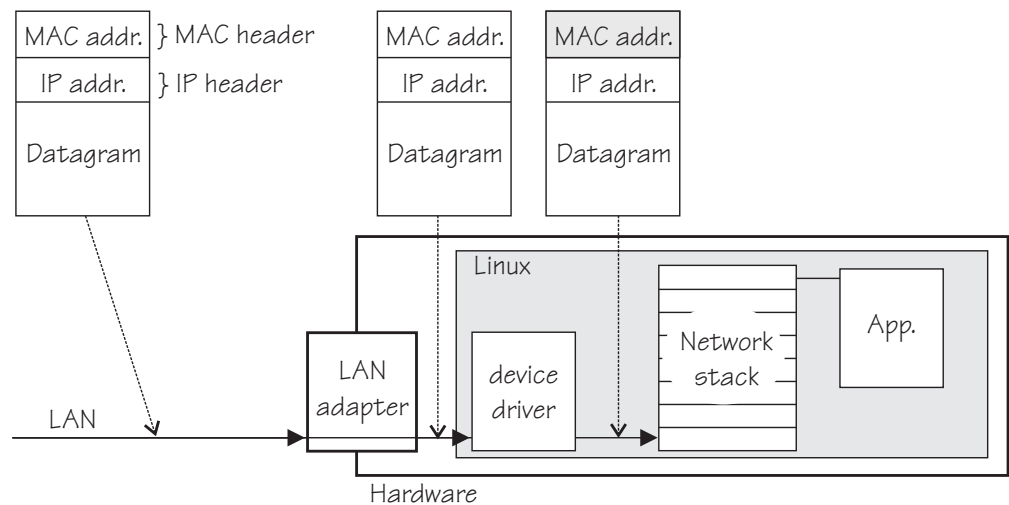 MAC addr. } MAC header
IP addr. } IP header
Datagram
MAC addr.
IP addr.
Datagram
MAC addr.
IP addr.
Datagram
Linux
Network
stack
App.
LAN
adapter
device
driver
LAN
Hardware